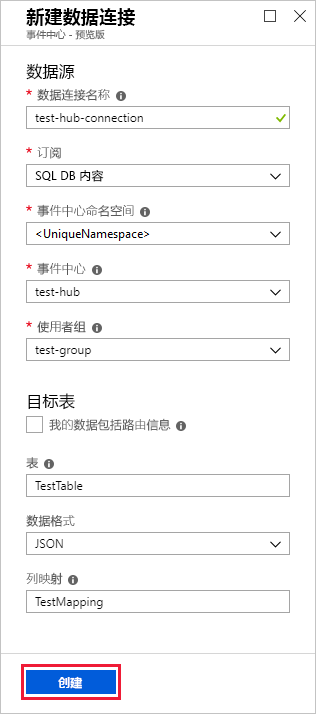 新建数据连接
事件中心 - 预览版
数据源
* 数据连接名称
test-hub-connection
* 订阅
SQL DB 内容
* 事件中心命名空间
<UniqueNamespace>
* 事件中心
test-hub
* 使用者组
test-group
目标表
我的数据包括路由信息
表
TestTable
数据格式
JSON
列映射
TestMapping
创建